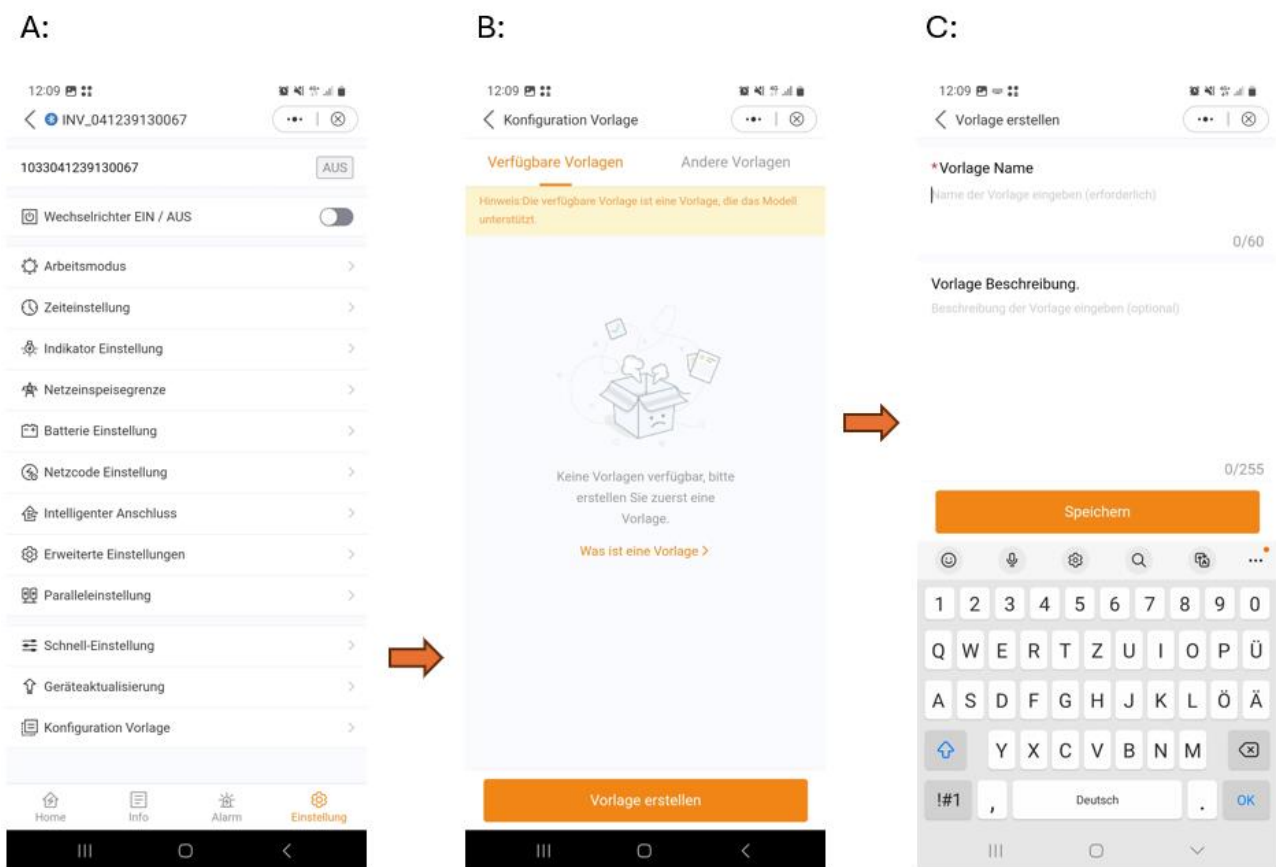 A:
12:09
INV_041239130067
1033041239130067
AUS
Wechselrichter EIN / AUS
Arbeitsmodus
Zeiteinstellung
Indikator Einstellung
Netzeinspeisegrenze
Batterie Einstellung
Netzcode Einstellung
Intelligenter Anschluss
Erweiterte Einstellungen
Paralleleinstellung
Schnell-Einstellung
Geräteaktualisierung
Konfiguration Vorlage
Home Info Alarm Einstellung
B:
12:09
Konfiguration Vorlage
Verfügbare Vorlagen Andere Vorlagen
Hinweis:Die verfügbare Vorlage ist eine Vorlage, die das Modell
unterstützt.
Keine Vorlagen verfügbar, bitte
erstellen Sie zuerst eine
Vorlage.
Was ist eine Vorlage >
Vorlage erstellen
C:
12:09
Vorlage erstellen
*Vorlage Name
Name der Vorlage eingeben (erforderlich)
0/60
Vorlage Beschreibung.
Beschreibung der Vorlage eingeben (optional)
0/255
Speichern
1 2 3 4 5 6 7 8 9 0
Q W E R T Z U I O P Ü
A S D F G H J K L Ö Ä
Y X C V B N M
!#1 , Deutsch . OK